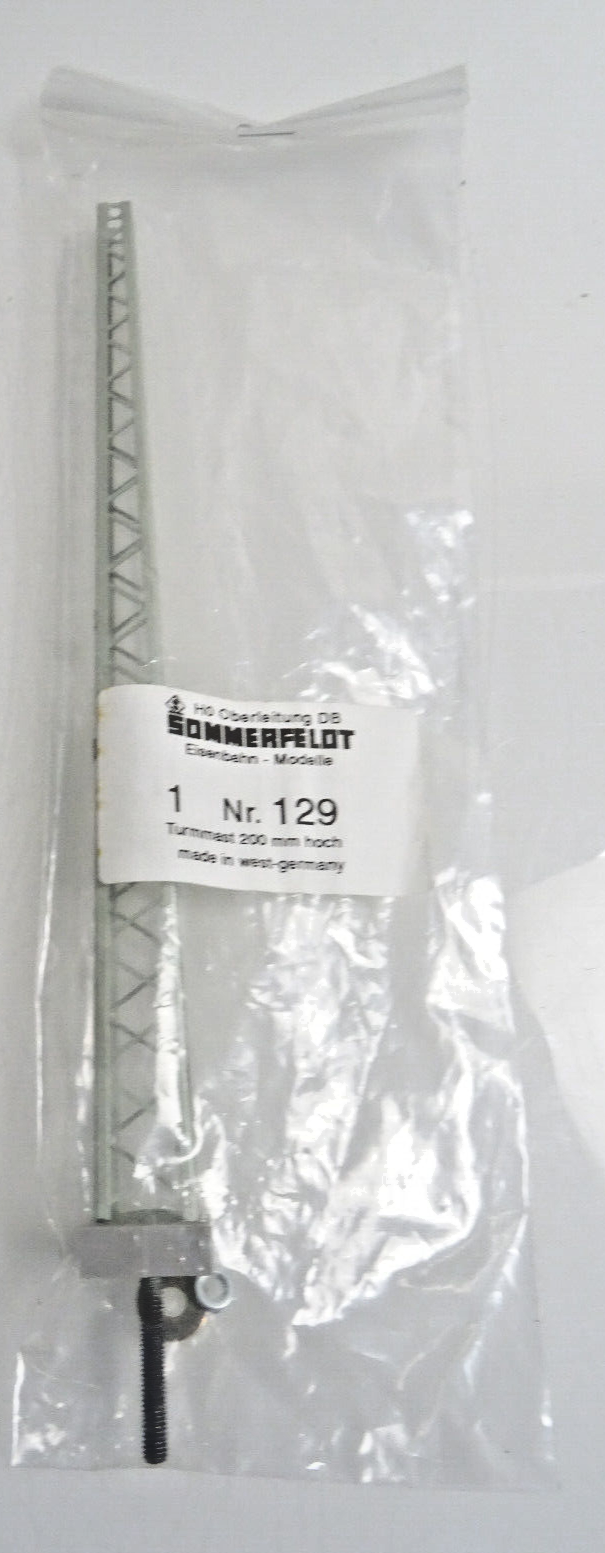 H0 Oberleitung DB
SOMMERFELDT
Eisenbahn - Modelle
1 Nr. 129
Turmmast 200 mm hoch
made in west-germany